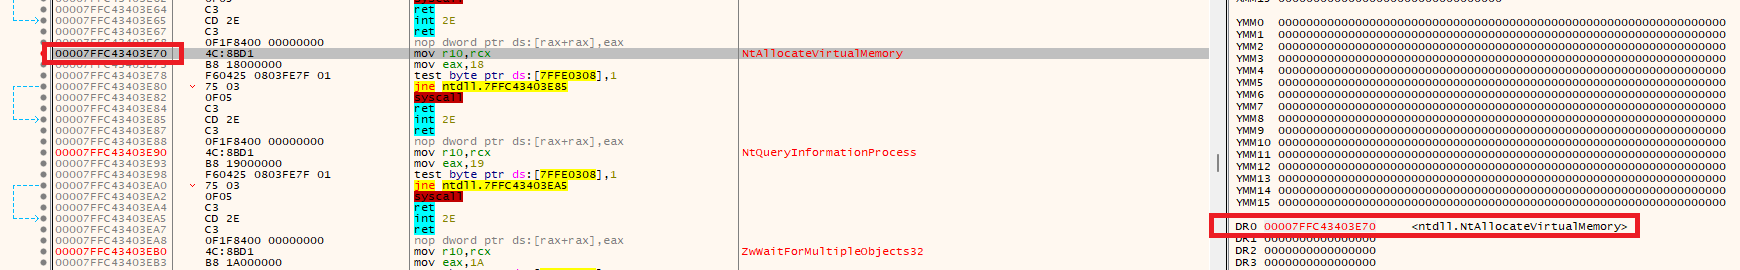 00007FFC43403E64 C3 ret
00007FFC43403E65 CD 2E int 2E
00007FFC43403E67 C3 ret
00007FFC43403E68 0F1F8400 00000000 nop dword ptr ds:[rax+rax],eax
00007FFC43403E70 4C:8BD1 mov r10,rcx NtAllocateVirtualMemory
B8 18000000 mov eax,18
00007FFC43403E78 F60425 0803FE7F 01 test byte ptr ds:[7FFE0308],1
00007FFC43403E80 75 03 jne ntdll.7FFC43403E85
00007FFC43403E82 0F05 syscall
00007FFC43403E84 C3 ret
00007FFC43403E85 CD 2E int 2E
00007FFC43403E87 C3 ret
00007FFC43403E88 0F1F8400 00000000 nop dword ptr ds:[rax+rax],eax
00007FFC43403E90 4C:8BD1 mov r10,rcx NtQueryInformationProcess
00007FFC43403E93 B8 19000000 mov eax,19
00007FFC43403E98 F60425 0803FE7F 01 test byte ptr ds:[7FFE0308],1
00007FFC43403EA0 75 03 jne ntdll.7FFC43403EA5
00007FFC43403EA2 0F05 syscall
00007FFC43403EA4 C3 ret
00007FFC43403EA5 CD 2E int 2E
00007FFC43403EA7 C3 ret
00007FFC43403EA8 0F1F8400 00000000 nop dword ptr ds:[rax+rax],eax
00007FFC43403EB0 4C:8BD1 mov r10,rcx ZwWaitForMultipleObjects32
00007FFC43403EB3 B8 1A000000 mov eax,1A
YMM0 0000000000000000000000000000000000000000000000000000000000000000
YMM1 0000000000000000000000000000000000000000000000000000000000000000
YMM2 0000000000000000000000000000000000000000000000000000000000000000
YMM3 0000000000000000000000000000000000000000000000000000000000000000
YMM4 0000000000000000000000000000000000000000000000000000000000000000
YMM5 0000000000000000000000000000000000000000000000000000000000000000
YMM6 0000000000000000000000000000000000000000000000000000000000000000
YMM7 0000000000000000000000000000000000000000000000000000000000000000
YMM8 0000000000000000000000000000000000000000000000000000000000000000
YMM9 0000000000000000000000000000000000000000000000000000000000000000
YMM10 0000000000000000000000000000000000000000000000000000000000000000
YMM11 0000000000000000000000000000000000000000000000000000000000000000
YMM12 0000000000000000000000000000000000000000000000000000000000000000
YMM13 0000000000000000000000000000000000000000000000000000000000000000
YMM14 0000000000000000000000000000000000000000000000000000000000000000
YMM15 0000000000000000000000000000000000000000000000000000000000000000
DR0 00007FFC43403E70 <ntdll.NtAllocateVirtualMemory>
DR1 0000000000000000
DR2 0000000000000000
DR3 0000000000000000